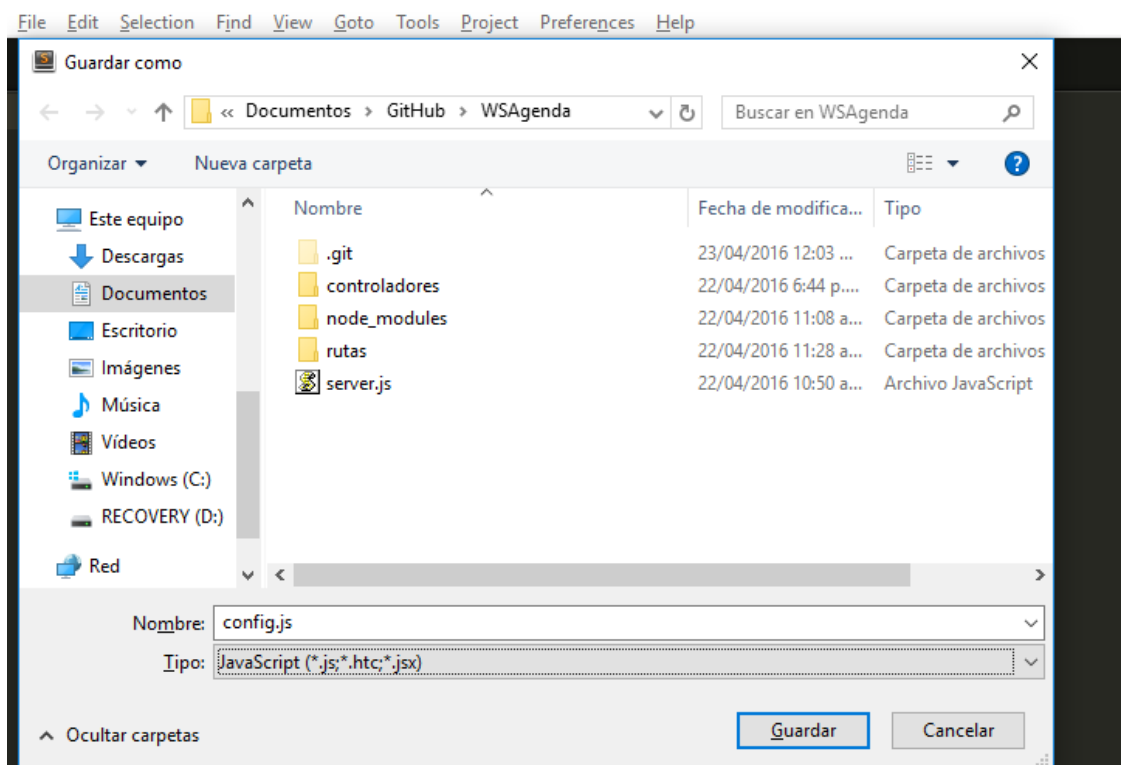 File Edit Selection Find View Goto Tools Project Preferences Help
Guardar como
« Documentos > GitHub > WSAgenda
Buscar en WSAgenda
Organizar Nueva carpeta ?
Nombre Fecha de modifica... Tipo
Este equipo
Descargas
Documentos
Escritorio
Imágenes
Música
Vídeos
Windows (C:)
RECOVERY (D:)
Red
.git 23/04/2016 12:03 ... Carpeta de archivos
controladores 22/04/2016 6:44 p.... Carpeta de archivos
node_modules 22/04/2016 11:08 a... Carpeta de archivos
rutas 22/04/2016 11:28 a... Carpeta de archivos
server.js 22/04/2016 10:50 a... Archivo JavaScript
Nombre: config.js
Tipo: JavaScript (*.js;*.htc;*.jsx)
Ocultar carpetas Guardar Cancelar